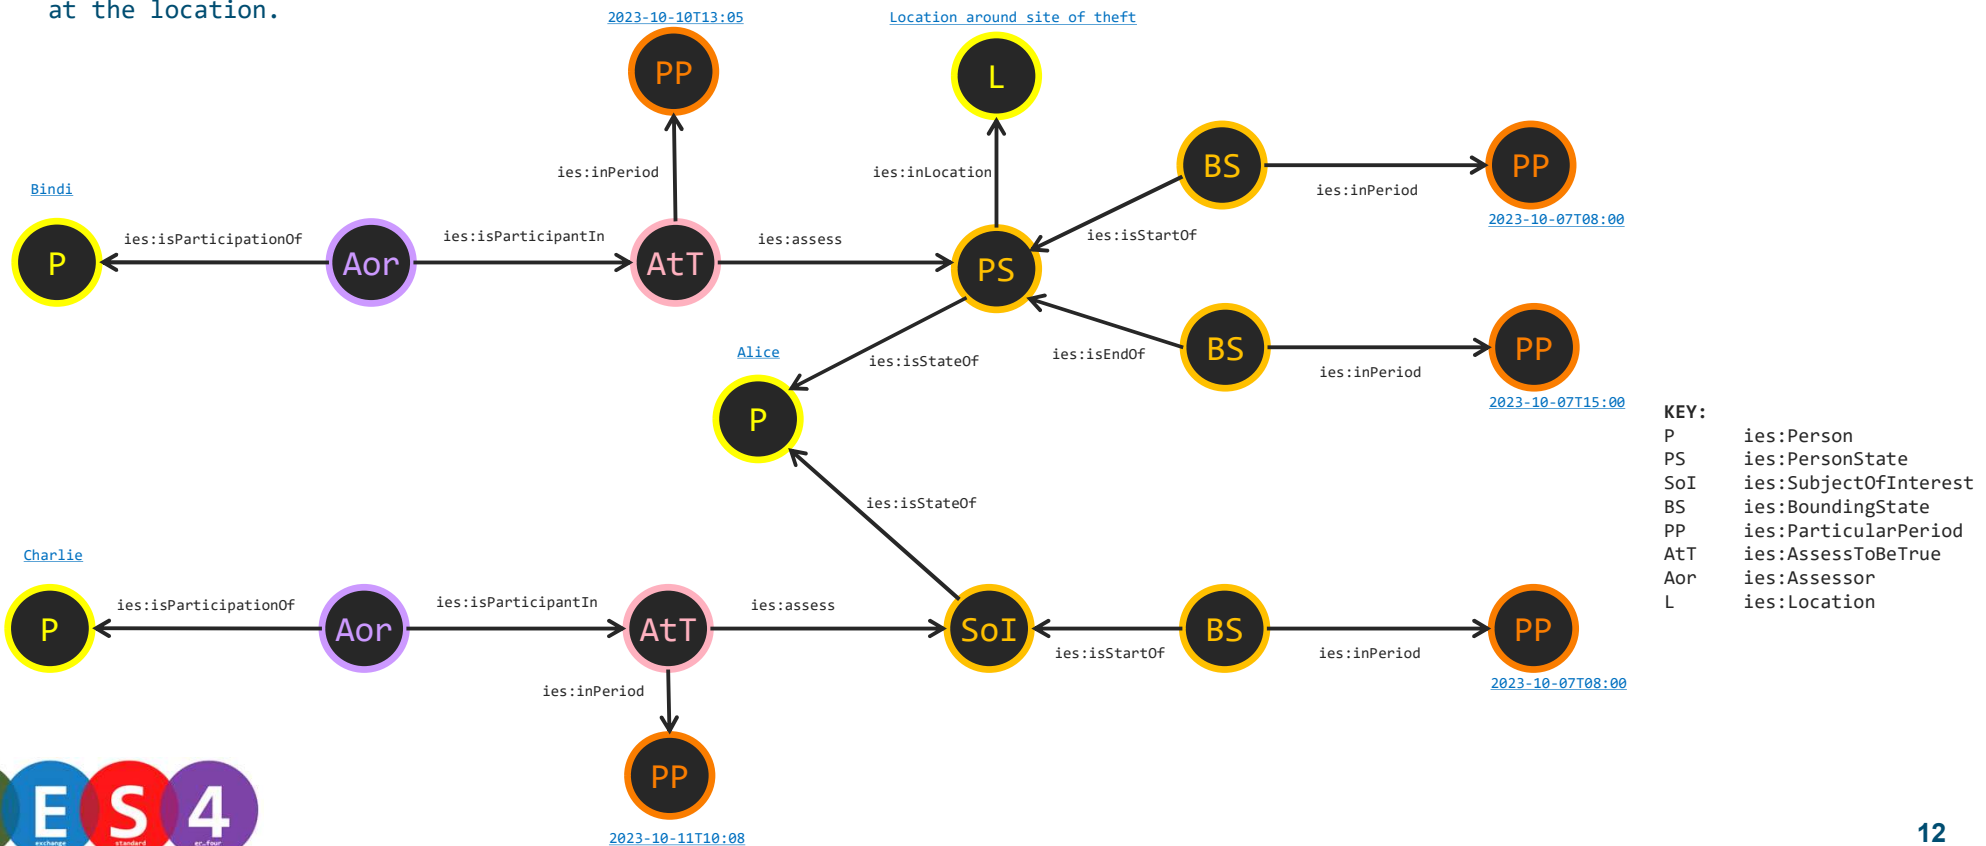 at the location.
2023-10-10T13:05
Location around site of theft
PP
L
ies:inPeriod
ies:inLocation
BS
ies:inPeriod
PP
2023-10-07T08:00
Bindi
P
ies:isParticipationOf
Aor
ies:isParticipantIn
AtT
ies:assess
PS
ies:isStartOf
ies:isEndOf
BS
ies:inPeriod
PP
2023-10-07T15:00
Alice
ies:isStateOf
P
ies:isStateOf
KEY:
P ies:Person
PS ies:PersonState
SoI ies:SubjectOfInterest
BS ies:BoundingState
PP ies:ParticularPeriod
AtT ies:AssessToBeTrue
Aor ies:Assessor
L ies:Location
Charlie
P
ies:isParticipationOf
Aor
ies:isParticipantIn
AtT
ies:assess
SoI
ies:isStartOf
BS
ies:inPeriod
PP
2023-10-07T08:00
ies:inPeriod
PP
2023-10-11T10:08
E S 4
exchange standard er_four
12